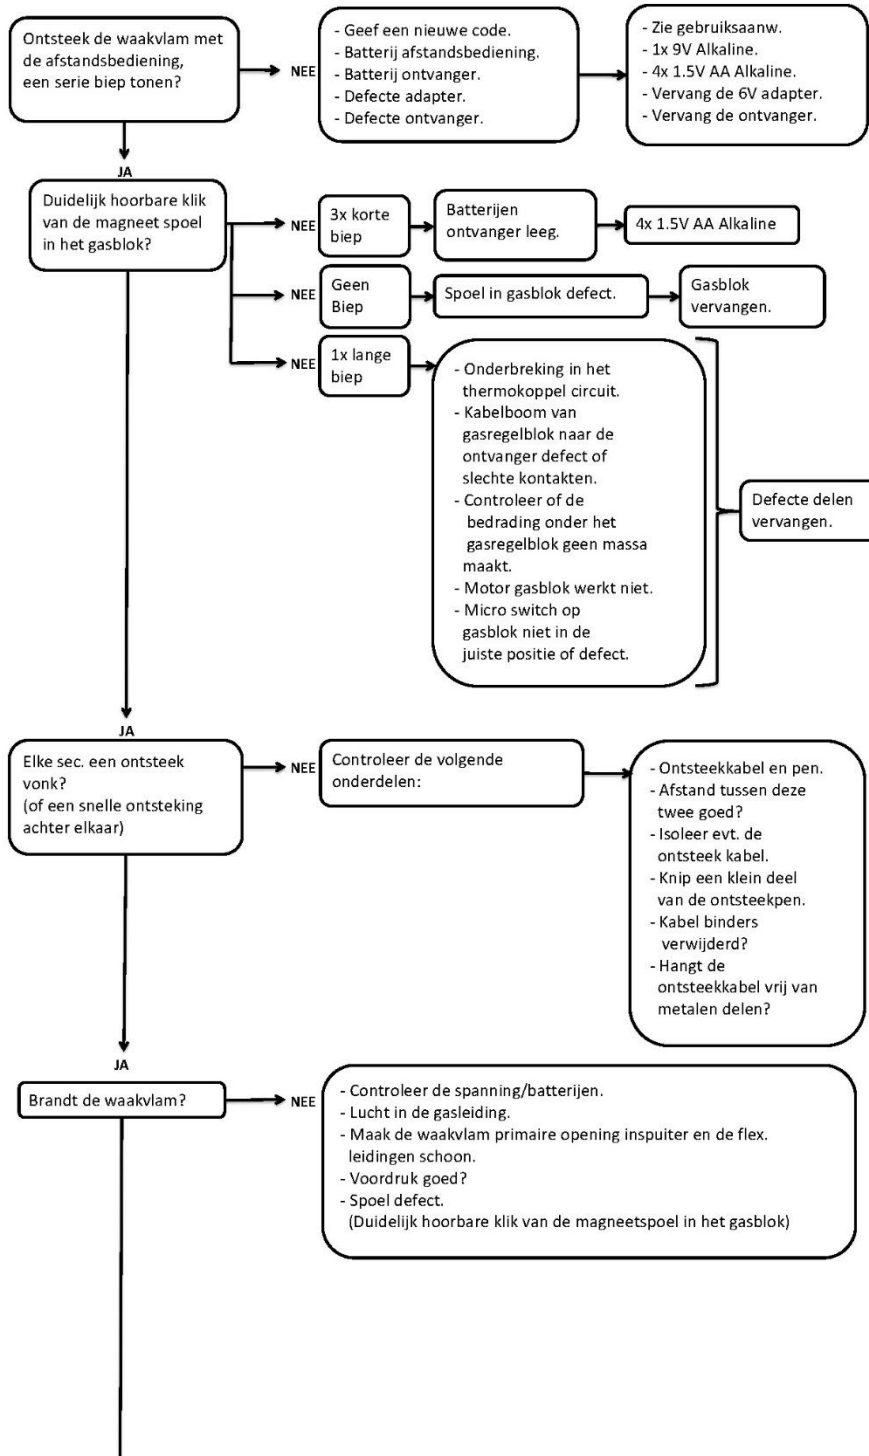 Ontsteek de waakvlam met
de afstandsbediening,
een serie biep tonen?
NEE
- Geef een nieuwe code.
- Batterij afstandsbediening.
- Batterij ontvanger.
- Defecte adapter.
- Defecte ontvanger.
- Zie gebruiksaanw.
- 1x 9V Alkaline.
- 4x 1.5V AA Alkaline.
- Vervang de 6V adapter.
- Vervang de ontvanger.
JA
Duidelijk hoorbare klik
van de magneet spoel
in het gasblok?
NEE
3x korte
biep
Batterijen
ontvanger leeg.
4x 1.5V AA Alkaline
NEE
Geen
Biep
Spoel in gasblok defect.
Gasblok
vervangen.
NEE
1x lange
biep
- Onderbreking in het
thermokoppel circuit.
- Kabelboom van
gasregelblok naar de
ontvanger defect of
slechte kontakten.
- Controleer of de
bedrading onder het
gasregelblok geen massa
maakt.
- Motor gasblok werkt niet.
- Micro switch op
gasblok niet in de
juiste positie of defect.
Defecte delen
vervangen.
JA
Elke sec. een ontsteek
vonk?
(of een snelle ontsteking
achter elkaar)
NEE
Controleer de volgende
onderdelen:
- Ontsteekkabel en pen.
- Afstand tussen deze
twee goed?
- Isoleer evt. de
ontsteek kabel.
- Knip een klein deel
van de ontsteekpen.
- Kabel binders
verwijderd?
- Hangt de
ontsteekkabel vrij van
metalen delen?
JA
Brandt de waakvlam?
NEE
- Controleer de spanning/batterijen.
- Lucht in de gasleiding.
- Maak de waakvlam primaire opening inspuiter en de flex.
leidingen schoon.
- Voordruk goed?
- Spoel defect.
(Duidelijk hoorbare klik van de magneetspoel in het gasblok)